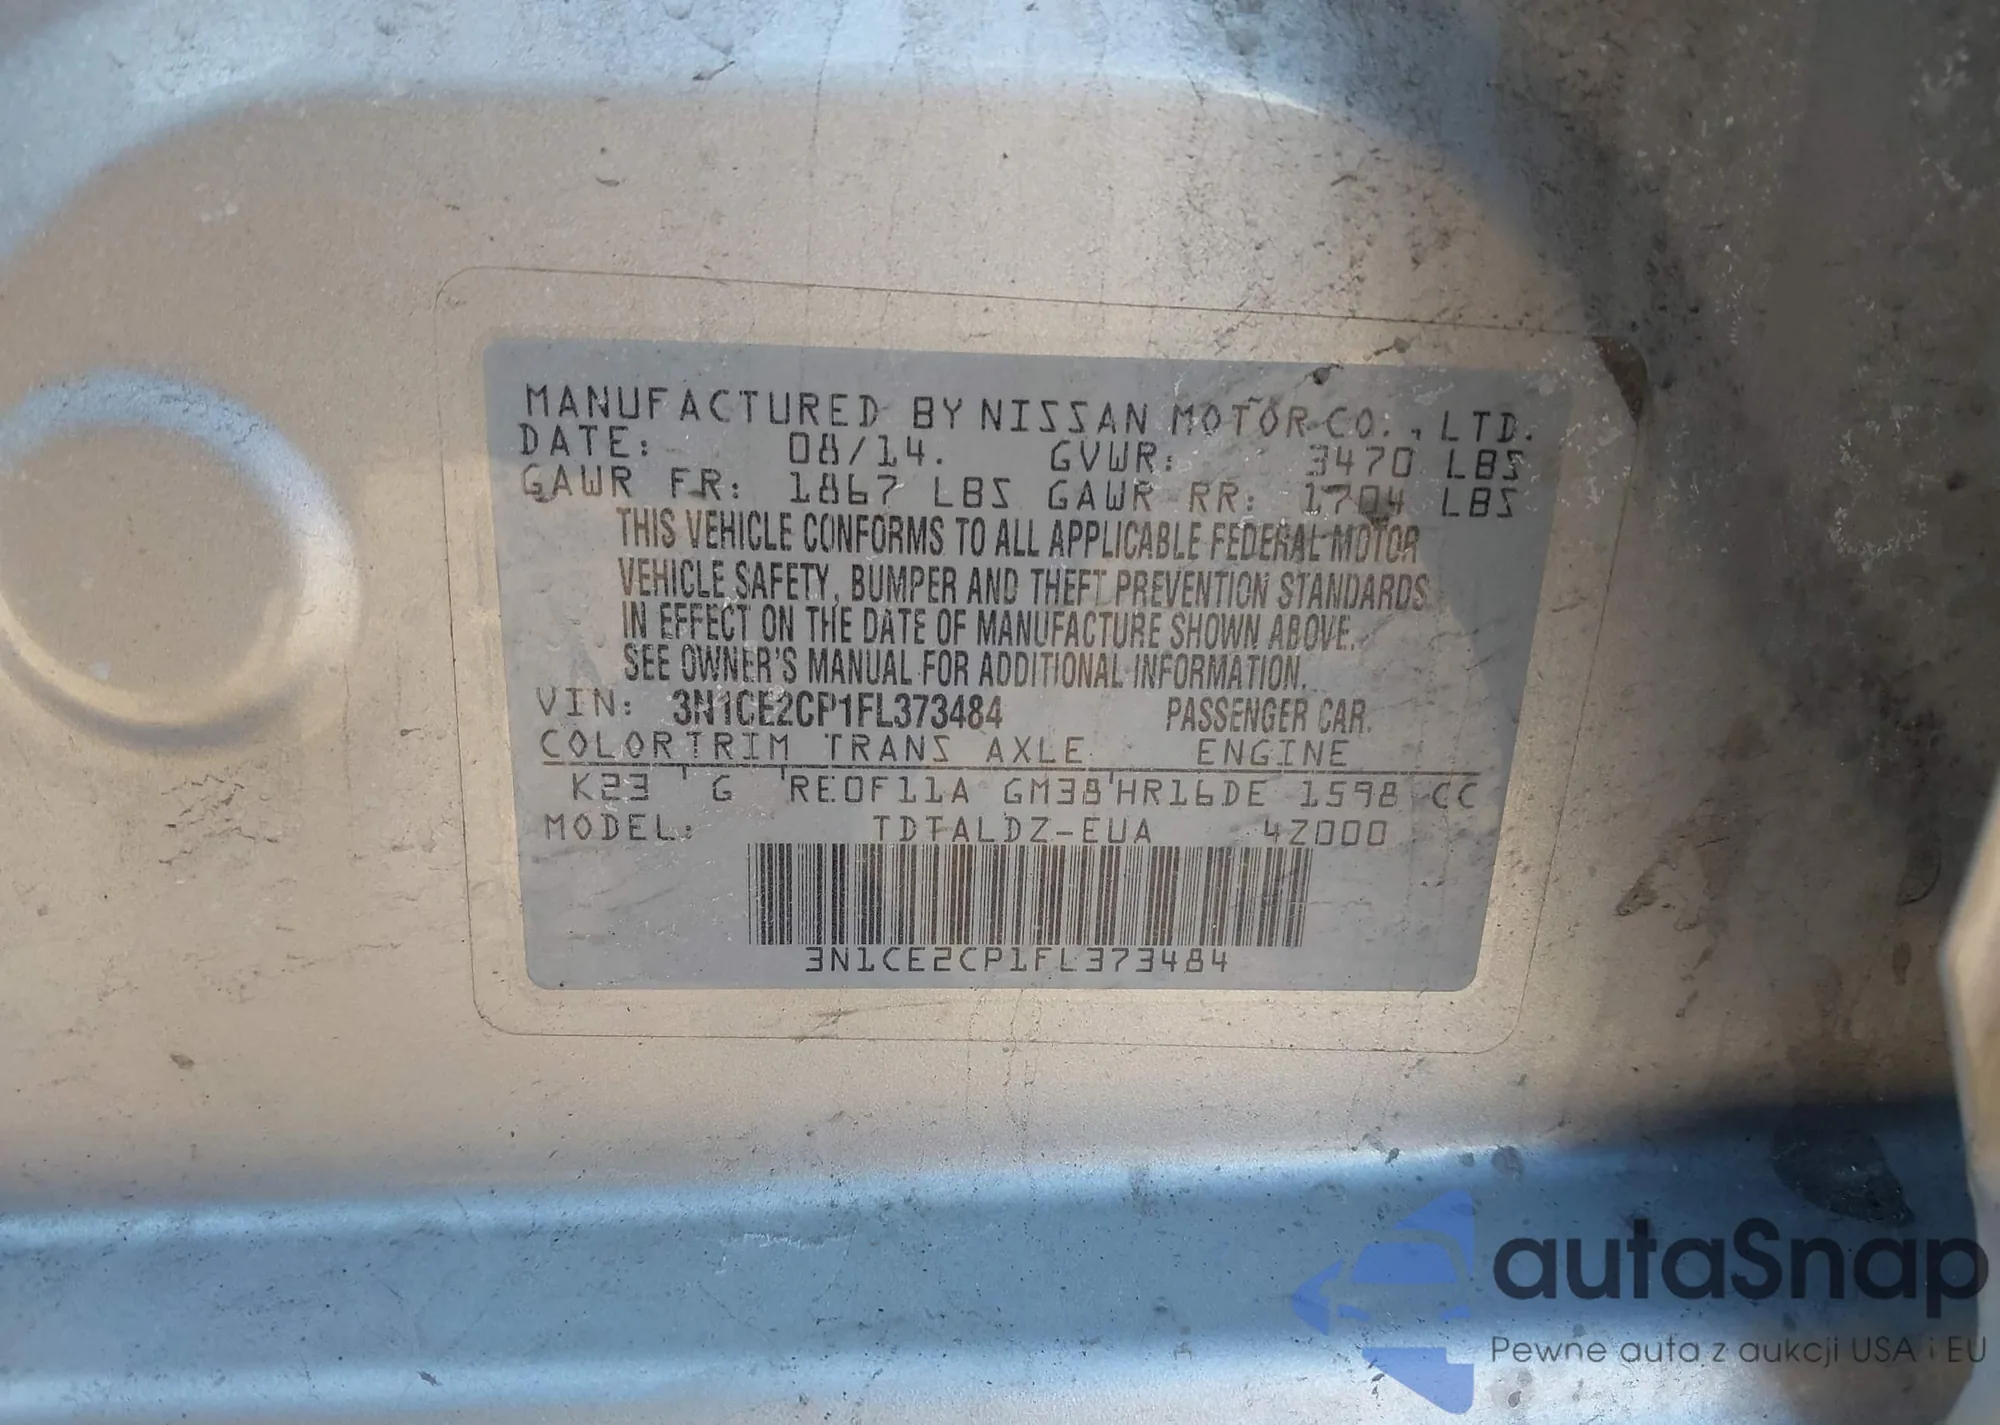 MANUFACTURED BY NISSAN MOTOR CO., LTD.
DATE: 08/14. GVWR: 3470 LBS
GAWR FR: 1867 LBS GAWR RR: 1704 LBS
THIS VEHICLE CONFORMS TO ALL APPLICABLE FEDERAL MOTOR
VEHICLE SAFETY, BUMPER AND THEFT PREVENTION STANDARDS
IN EFFECT ON THE DATE OF MANUFACTURE SHOWN ABOVE.
SEE OWNER'S MANUAL FOR ADDITIONAL INFORMATION.
VIN: 3N1CE2CP1FL373484 PASSENGER CAR.
COLOR TRIM TRANS AXLE ENGINE
K23 G RE0F11A GM38 HR16DE 1598 CC
MODEL: TDTALDZ-EUA 4Z000
3N1CE2CP1FL373484
autaSnap
Pewne auta z aukcji USA i EU